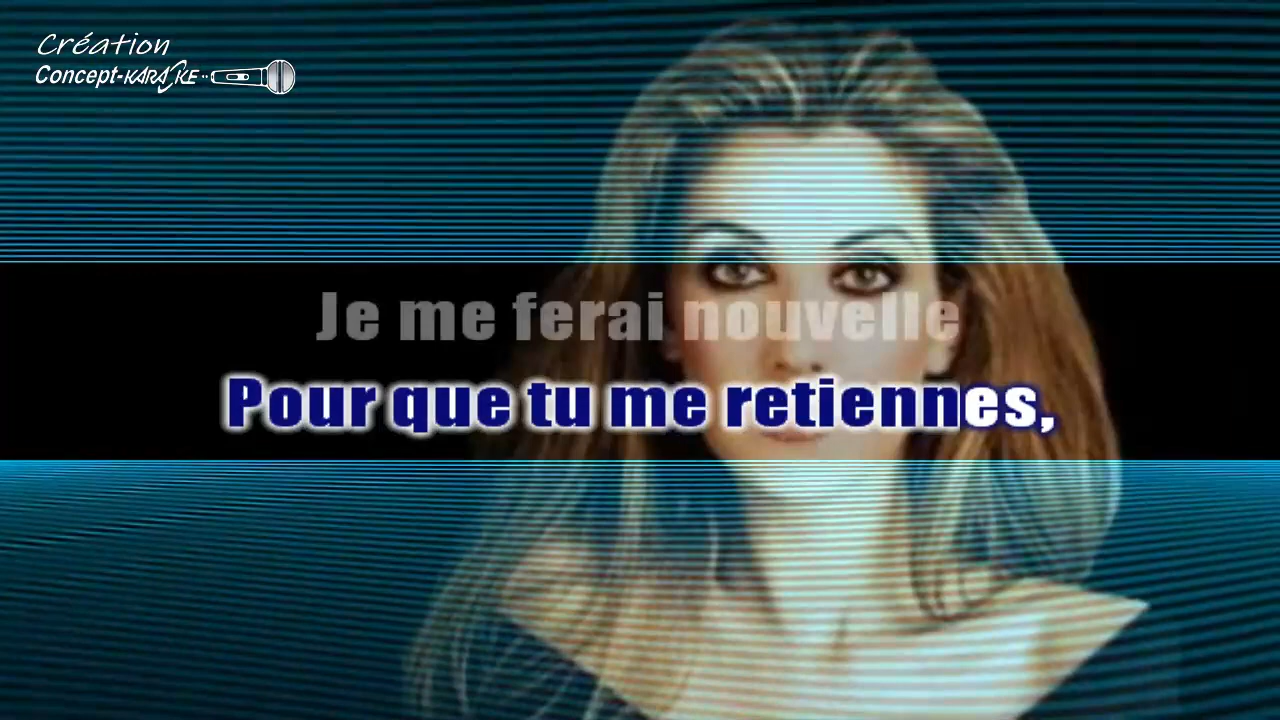 Création
Concept-KARAOKE
Je me ferai nouvelle
Pour que tu me retiennes,